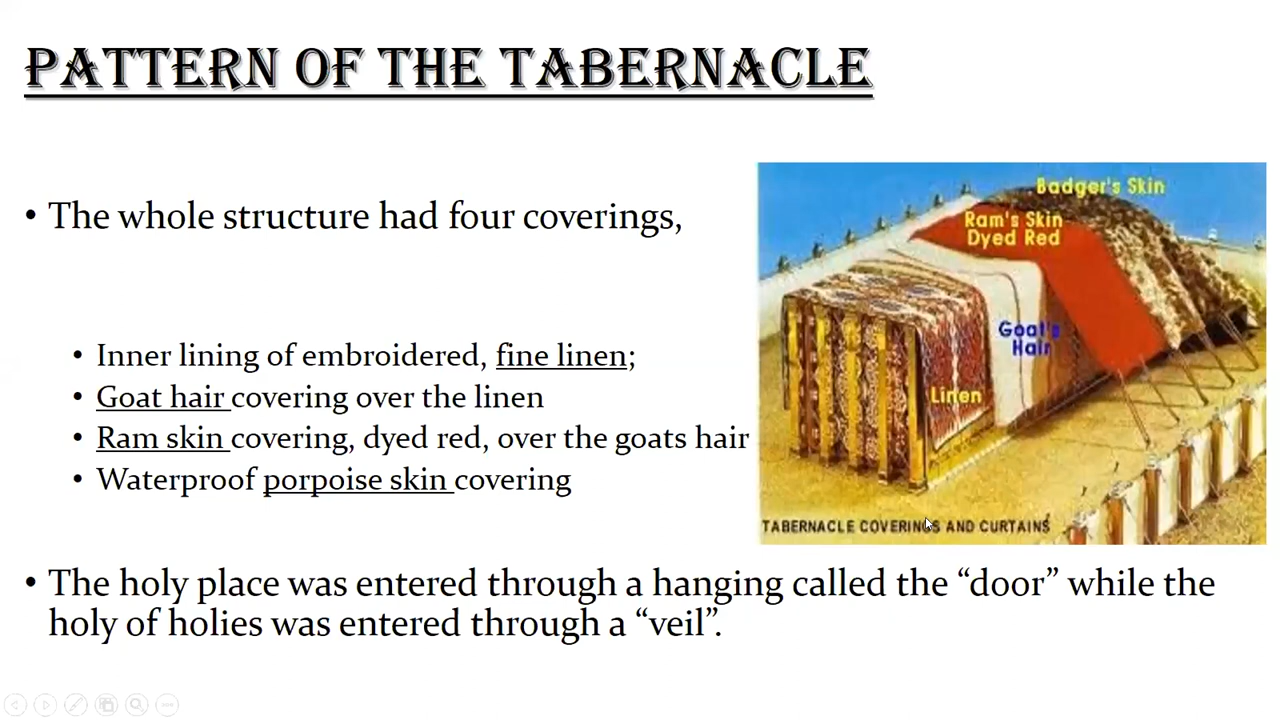 PATTERN OF THE TABERNACLE
• The whole structure had four coverings,
• Inner lining of embroidered, fine linen;
• Goat hair covering over the linen
• Ram skin covering, dyed red, over the goats hair
• Waterproof porpoise skin covering
Badger's Skin
Ram's Skin
Dyed Red
Goat's
Hair
Linen
TABERNACLE COVERINGS AND CURTAINS
• The holy place was entered through a hanging called the “door” while the
holy of holies was entered through a “veil”.